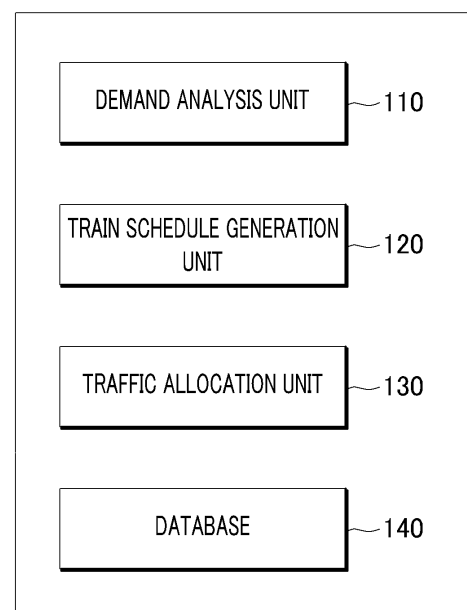 DEMAND ANALYSIS UNIT
110
TRAIN SCHEDULE GENERATION
UNIT
120
TRAFFIC ALLOCATION UNIT
130
DATABASE
140